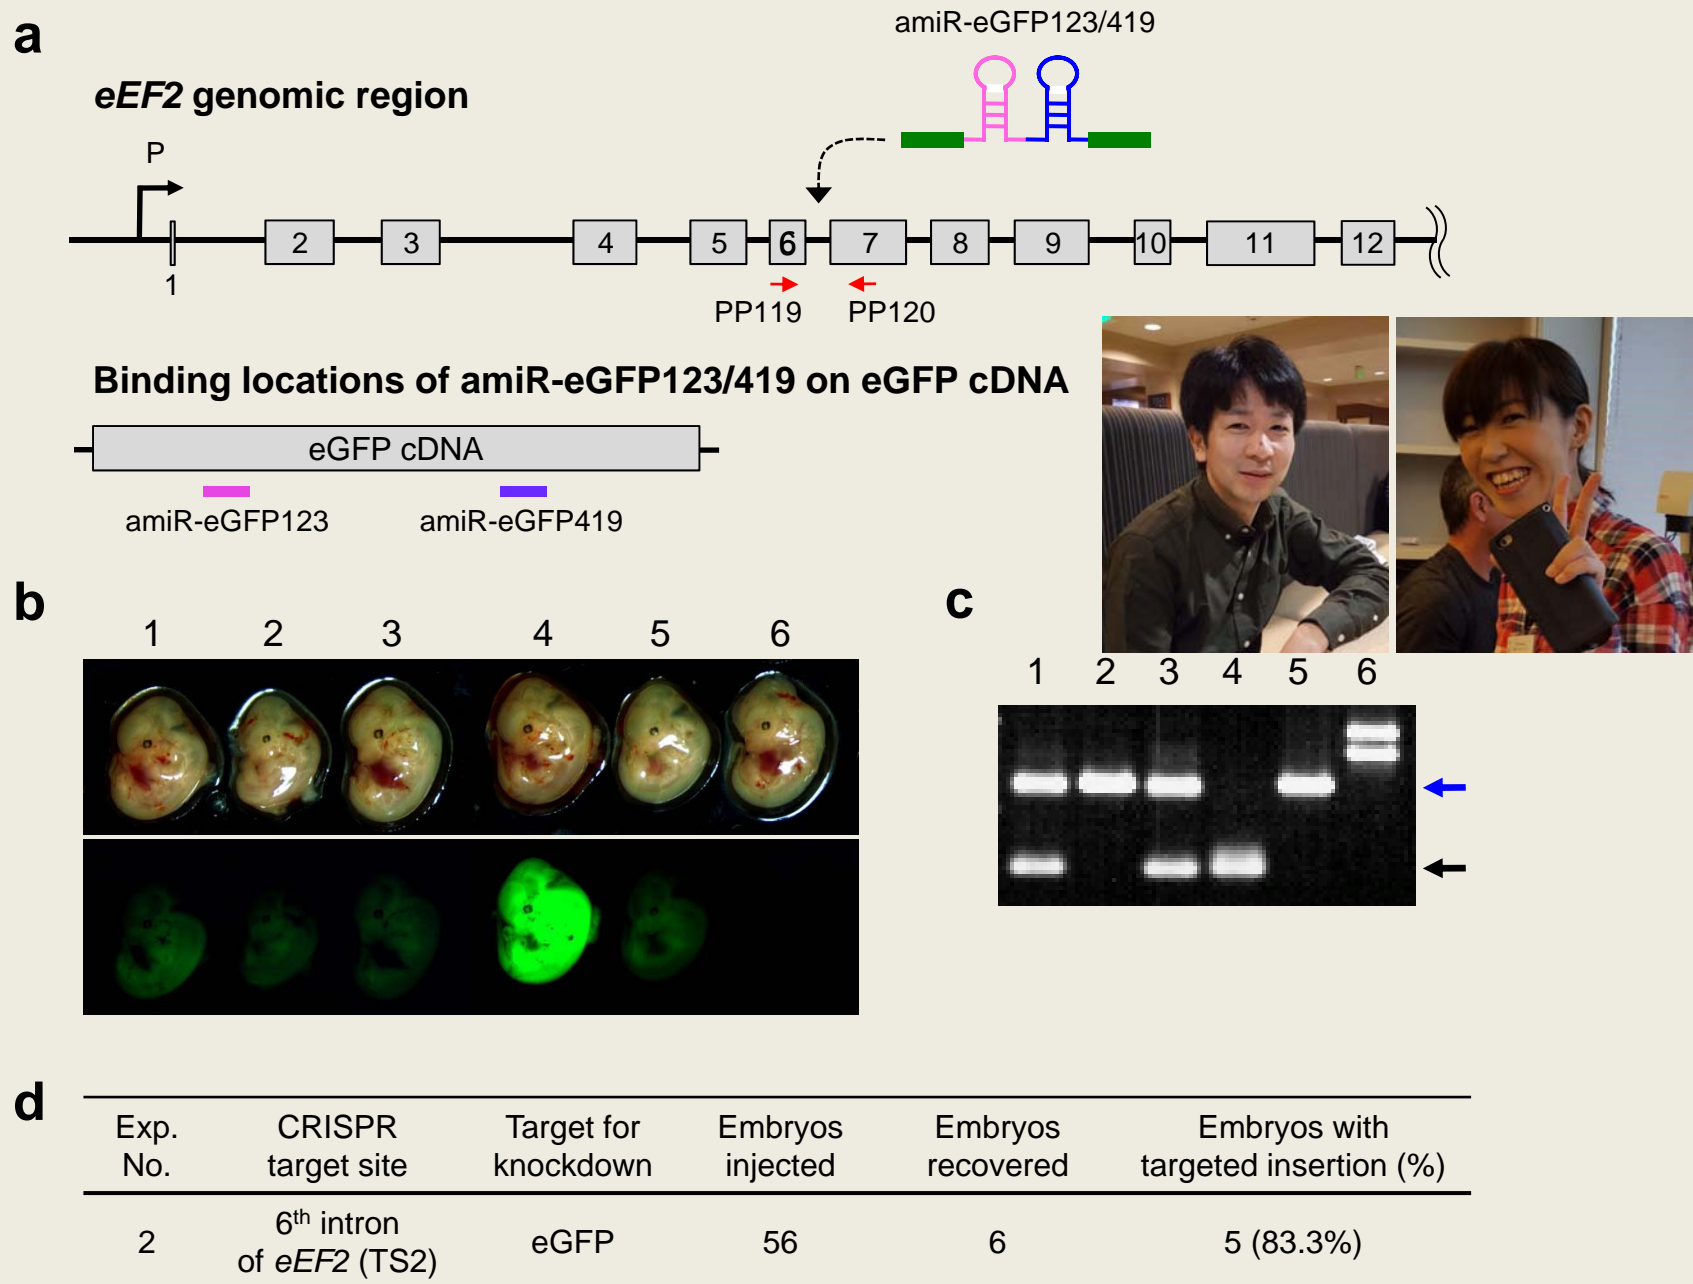 a
amiR-eGFP123/419
eEF2 genomic region
P
1
2
3
4
5
6
7
8
9
10
11
12
PP119
PP120
Binding locations of amiR-eGFP123/419 on eGFP cDNA
eGFP cDNA
amiR-eGFP123
amiR-eGFP419
b
1 2 3 4 5 6
c
1 2 3 4 5 6
d
Exp. No.
CRISPR target site
Target for knockdown
Embryos injected
Embryos recovered
Embryos with targeted insertion (%)
2
6th intron of eEF2 (TS2)
eGFP
56
6
5 (83.3%)